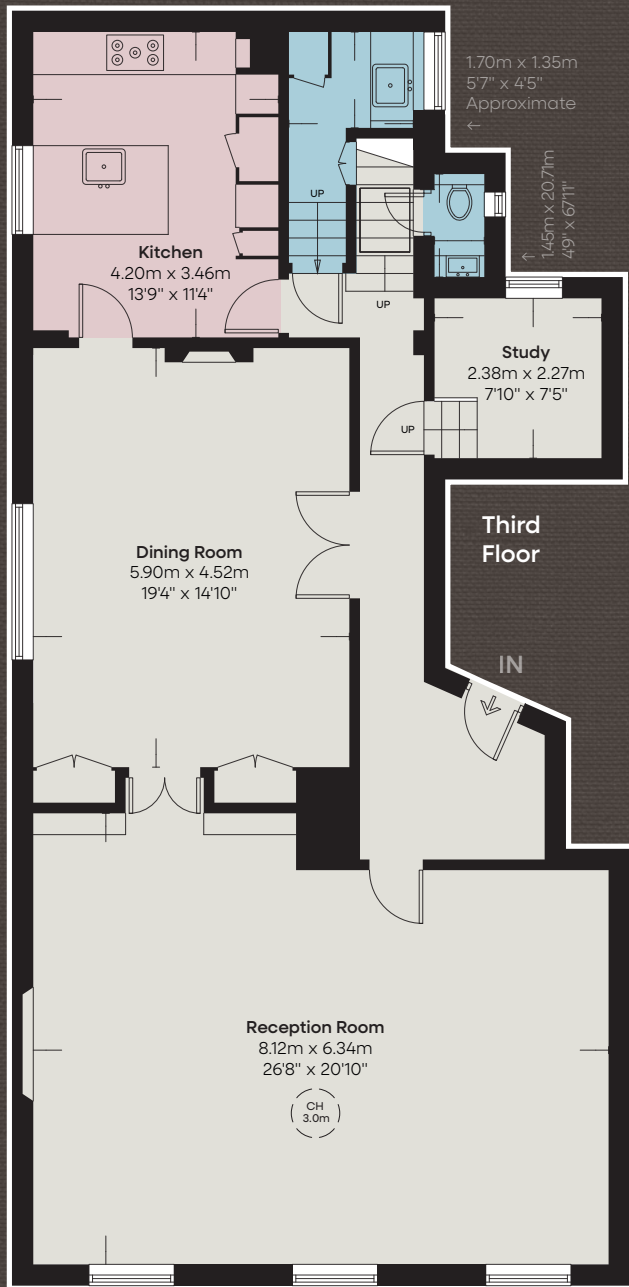 1.70m x 1.35m
5'7" x 4'5"
Approximate
←
1.45m x 20.71m
4'9" x 67'11"
↑
UP
Kitchen
4.20m x 3.46m
13'9" x 11'4"
UP
Study
2.38m x 2.27m
7'10" x 7'5"
UP
Third
Floor
Dining Room
5.90m x 4.52m
19'4" x 14'10"
IN
Reception Room
8.12m x 6.34m
26'8" x 20'10"
CH
3.0m